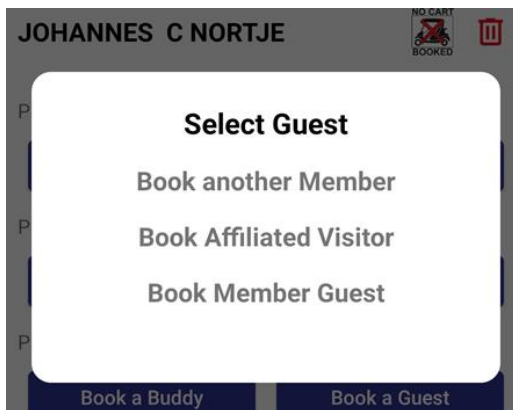 NO CART
JOHANNES C NORTJE
BOOKED
P
Select Guest
Book another Member
Book Affiliated Visitor
P
Book Member Guest
P
Book a Buddy Book a Guest